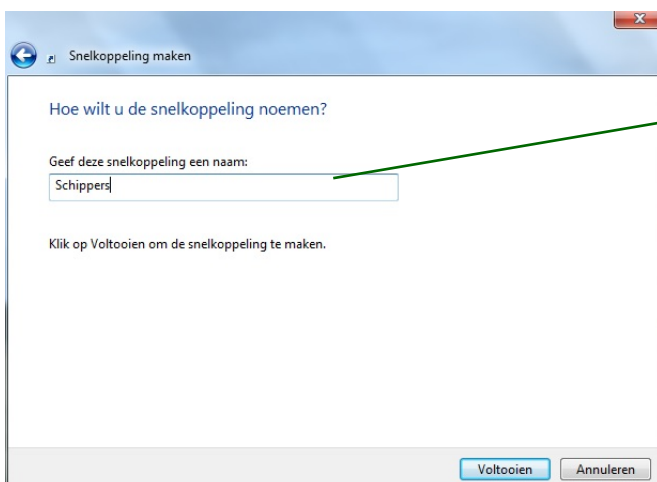 Snelkoppeling maken
Hoe wilt u de snelkoppeling noemen?
Geef deze snelkoppeling een naam:
Schippers
Klik op Voltooien om de snelkoppeling te maken.
Voltooien
Annuleren